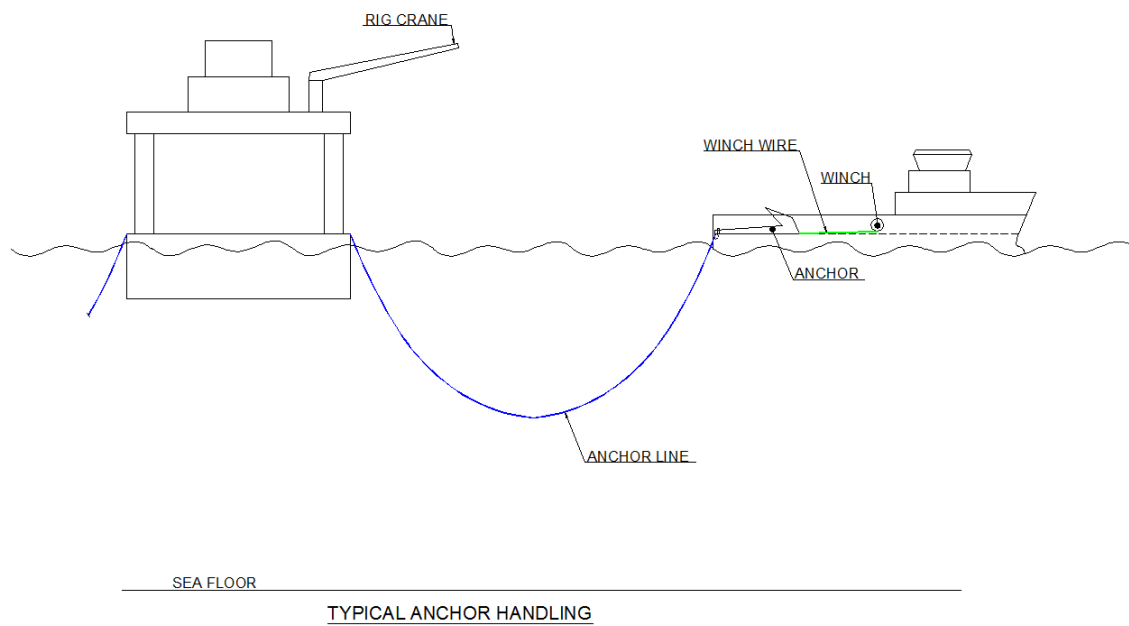 RIG CRANE
WINCH WIRE
WINCH
ANCHOR
ANCHOR LINE
SEA FLOOR
TYPICAL ANCHOR HANDLING